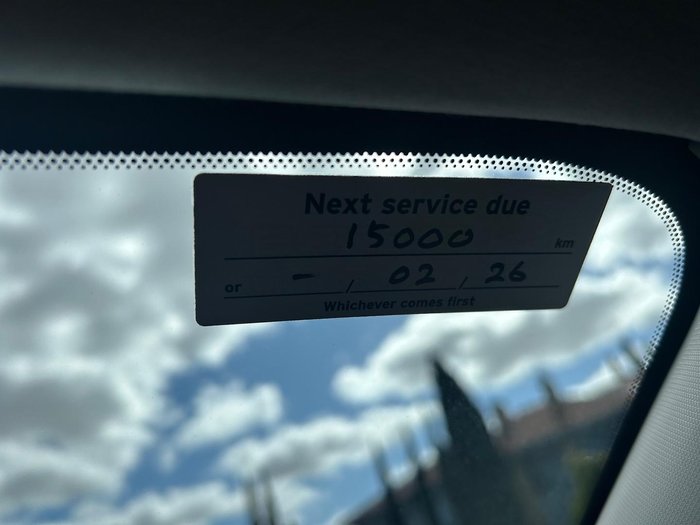 Next service due
15000 km
or - / 02 / 26
Whichever comes first